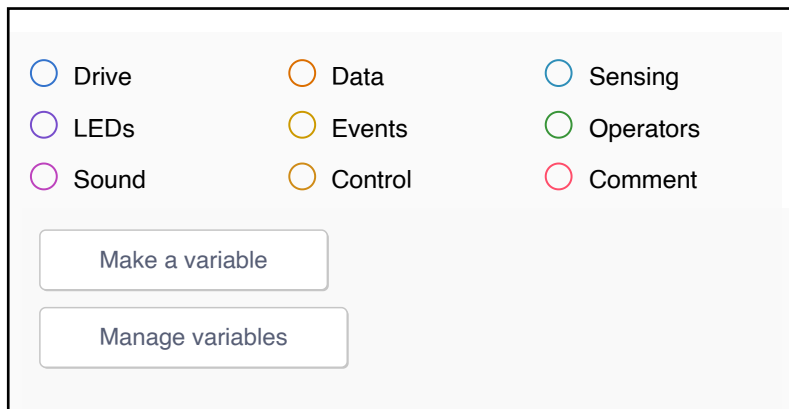 Drive Data Sensing
LEDs Events Operators
Sound Control Comment
Make a variable
Manage variables